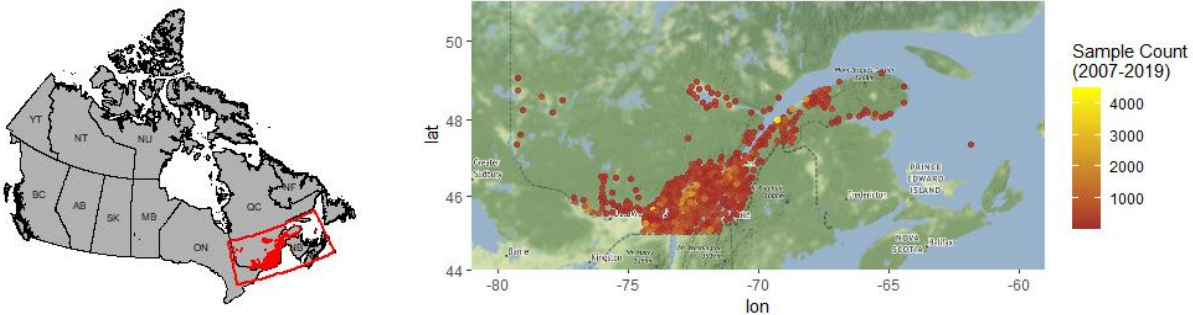 YT
NT
NU
BC
AB
SK
MB
ON
QC
NF
NB
50
48
46
44
lat
-80
-75
-70
-65
-60
lon
Greater
Sudbury
Barrie
Kingston
Fredericton
PRINCE
EDWARD
ISLAND
NOVA
SCOTIA
Halifax
Sample Count
(2007-2019)
4000
3000
2000
1000